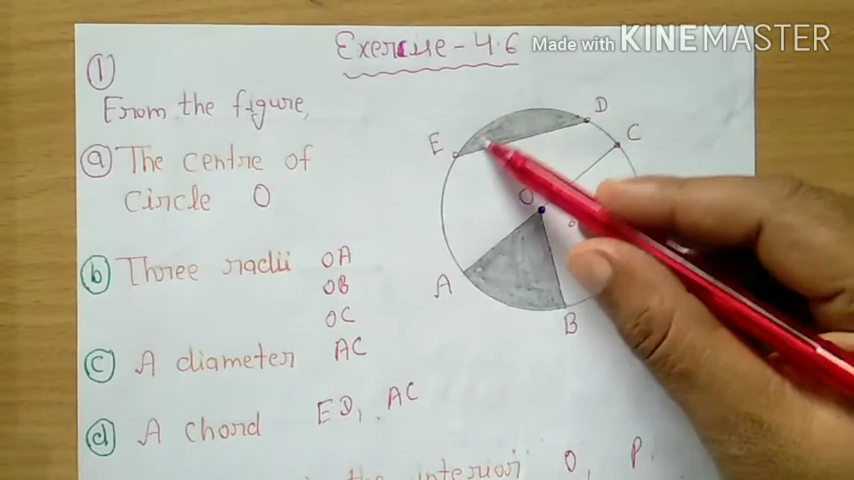 Exercise-4.6
Made with KINEMASTER
①
From the figure,
ⓐ The centre of
circle O
ⓑ Three radii OA
OB
OC
ⓒ A diameter AC
ⓓ A chord ED, AC
the interior O, P.
E
D
C
O
A
B